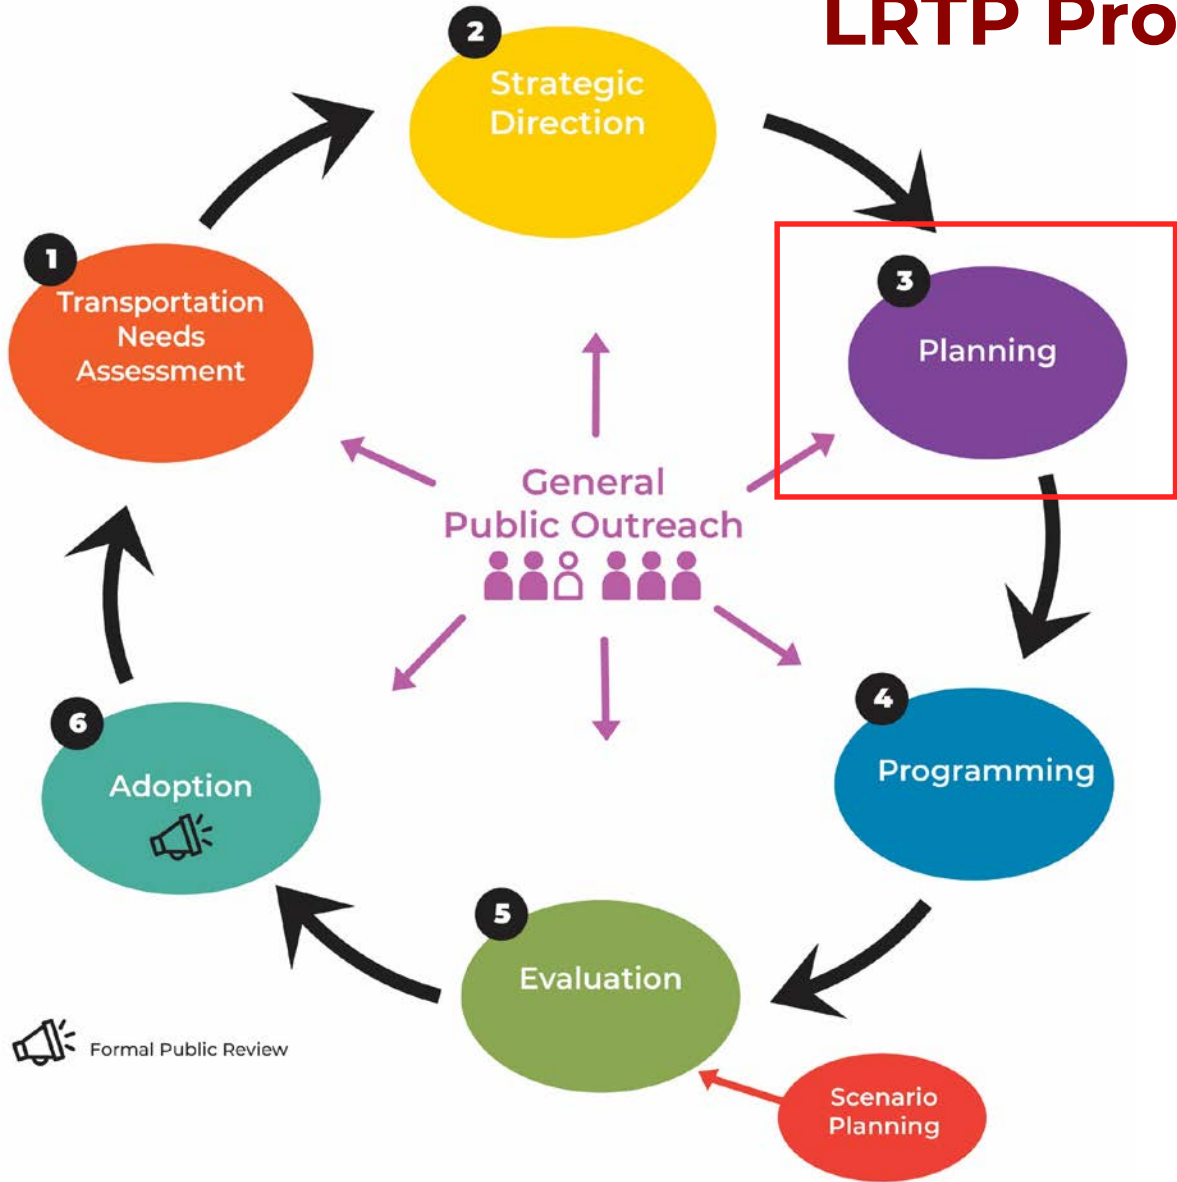 LRTP Pro
2
Strategic
Direction
1
Transportation
Needs
Assessment
3
Planning
General
Public Outreach
4
Programming
6
Adoption
5
Evaluation
Formal Public Review
Scenario
Planning